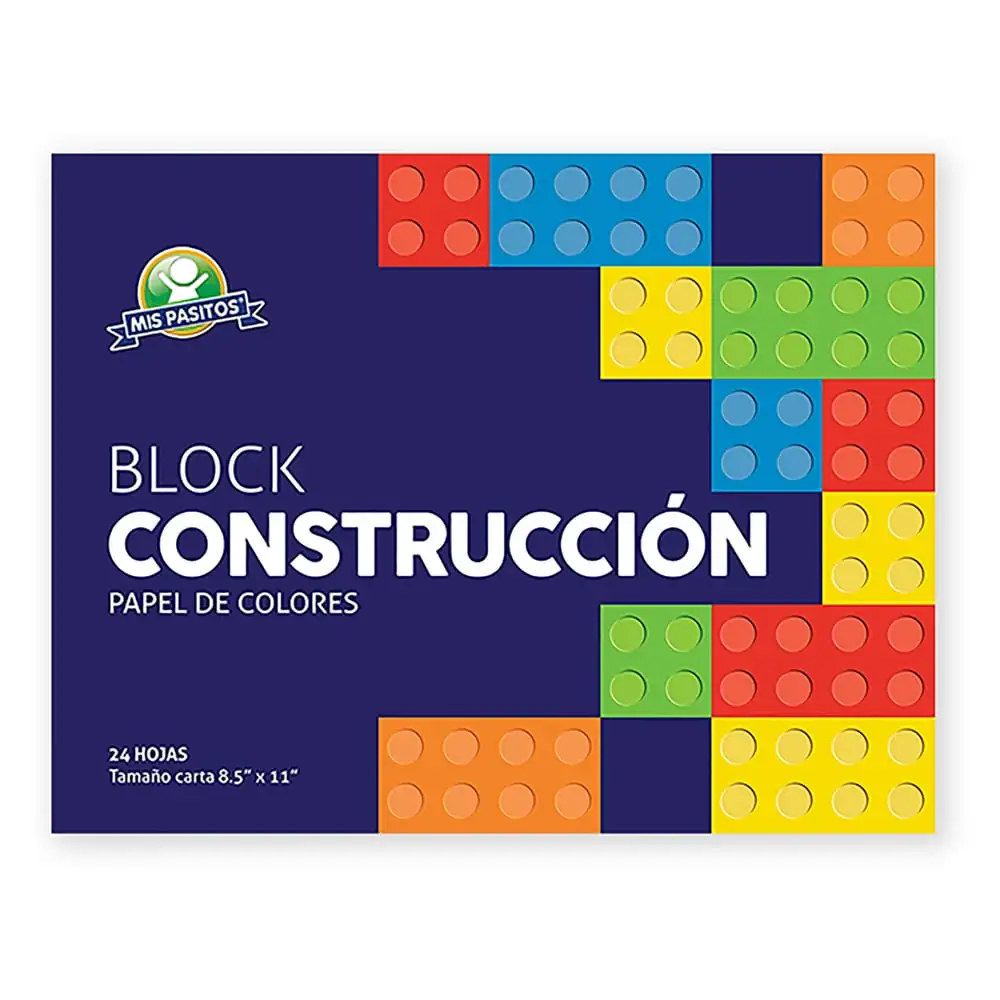 MIS PASITOS®
BLOCK
CONSTRUCCIÓN
PAPEL DE COLORES
24 HOJAS
Tamaño carta 8.5" x 11"